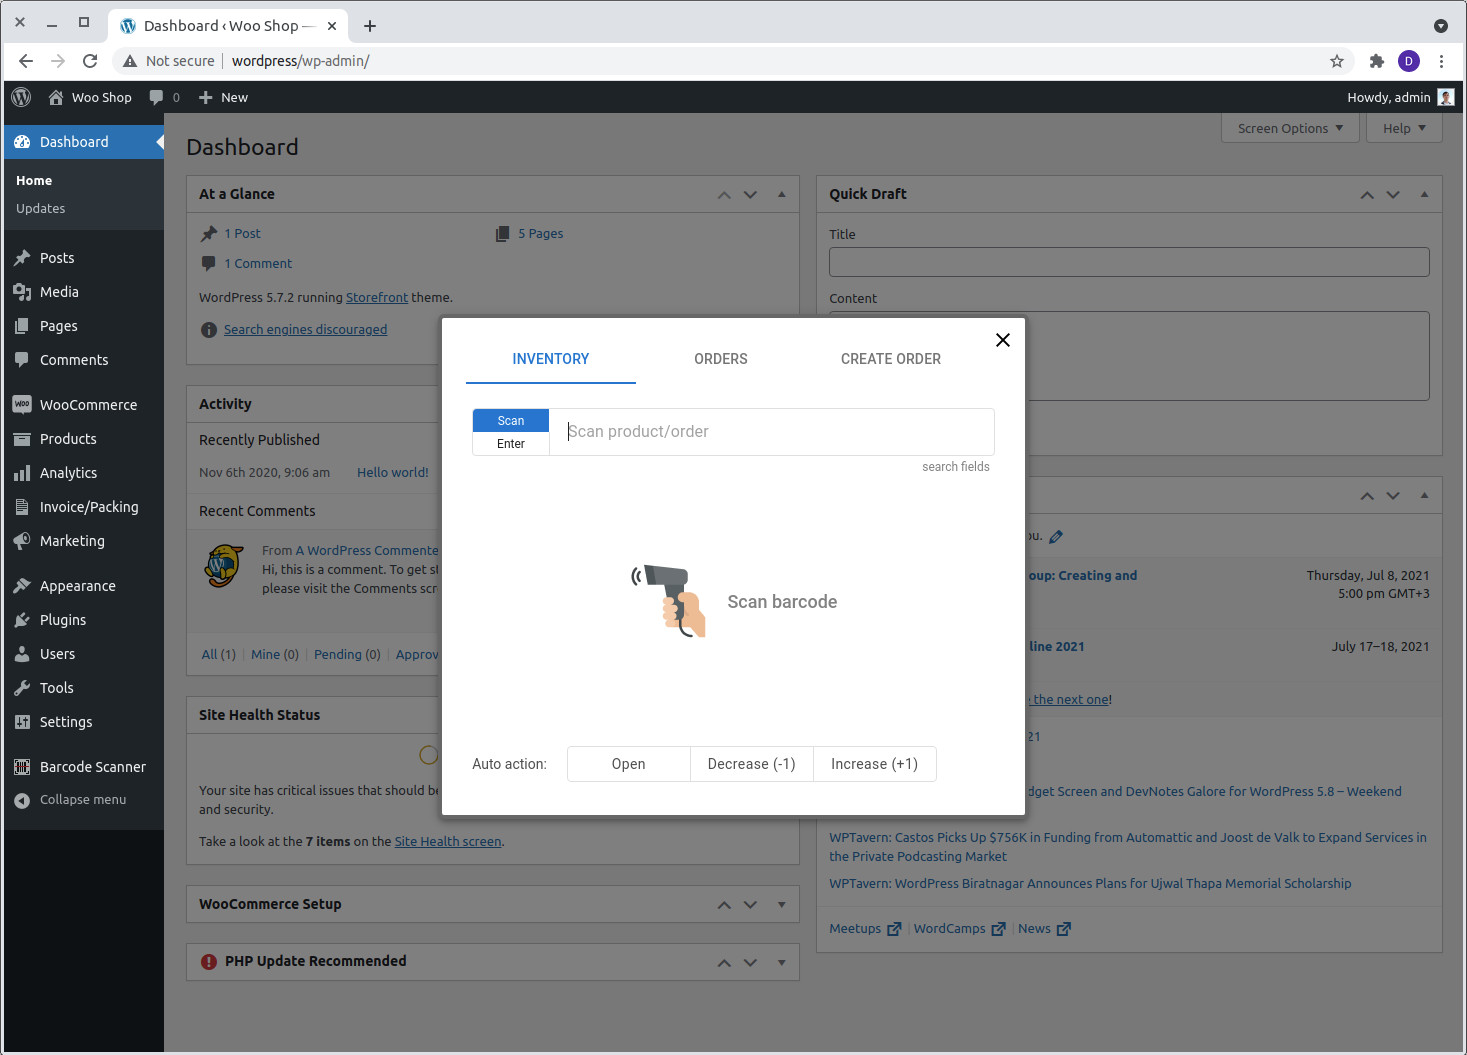 Dashboard ‹ Woo Shop —
Not secure wordpress/wp-admin/
D
Woo Shop 0 New
Howdy, admin
Dashboard
Home
Updates
Posts
Media
Pages
Comments
WooCommerce
Products
Analytics
Invoice/Packing
Marketing
Appearance
Plugins
Users
Tools
Settings
Barcode Scanner
Collapse menu
Screen Options Help
Dashboard
At a Glance
1 Post 5 Pages
1 Comment
WordPress 5.7.2 running Storefront theme.
Search engines discouraged
Activity
Recently Published
Nov 6th 2020, 9:06 am Hello world!
Recent Comments
From A WordPress Commente
Hi, this is a comment. To get st
please visit the Comments scr
All (1) Mine (0) Pending (0) Approv
Site Health Status
Your site has critical issues that should be
and security.
Take a look at the 7 items on the Site Health screen.
WooCommerce Setup
PHP Update Recommended
Quick Draft
Title
Content
ou.
oup: Creating and
Thursday, Jul 8, 2021
5:00 pm GMT+3
line 2021 July 17–18, 2021
the next one!
21
dget Screen and DevNotes Galore for WordPress 5.8 – Weekend
WPTavern: Castos Picks Up $756K in Funding from Automattic and Joost de Valk to Expand Services in
the Private Podcasting Market
WPTavern: WordPress Biratnagar Announces Plans for Ujwal Thapa Memorial Scholarship
Meetups WordCamps News
INVENTORY ORDERS CREATE ORDER
Scan
Enter
Scan product/order
search fields
Scan barcode
Auto action: Open Decrease (-1) Increase (+1)